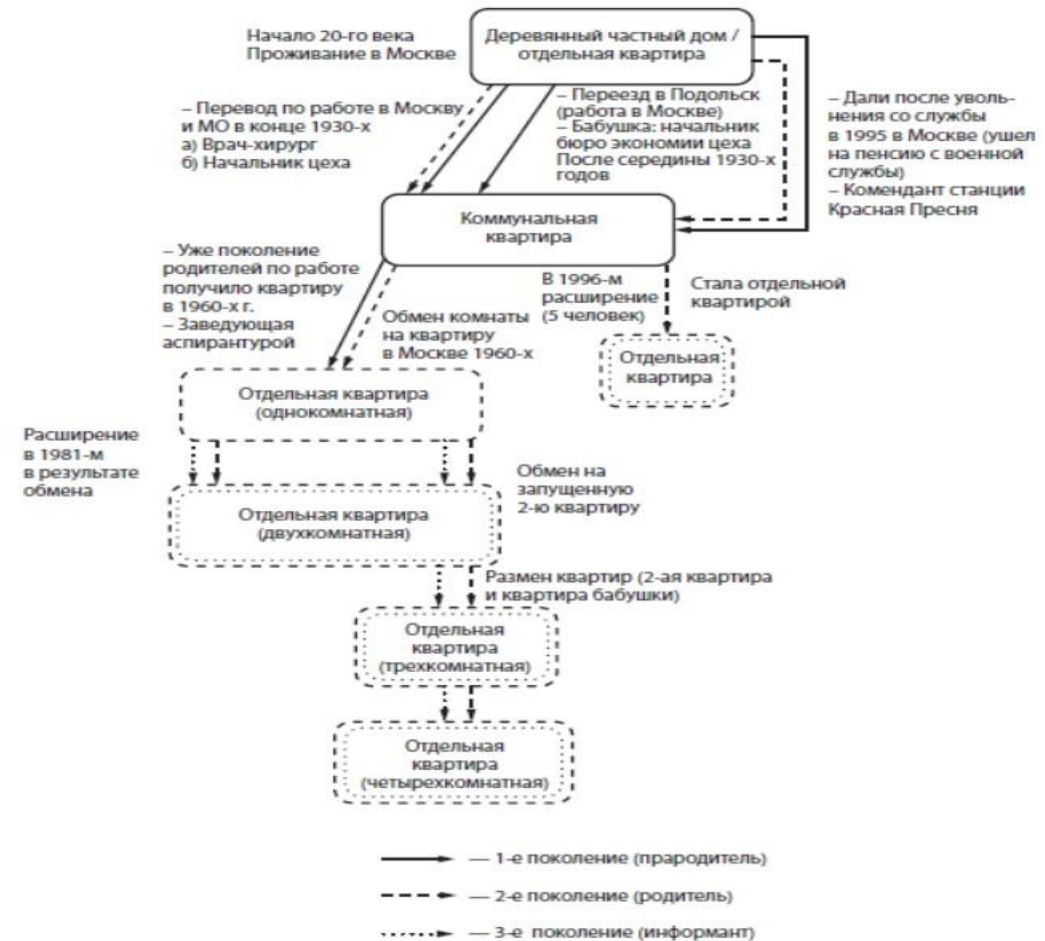 Начало 20-го века
Проживание в Москве
Деревянный частный дом /
отдельная квартира
– Перевод по работе в Москву
и МО в конце 1930-х
а) Врач-хирург
б) Начальник цеха
– Переезд в Подольск
(работа в Москве)
– Бабушка: начальник
бюро экономии цеха
После середины 1930-х
годов
– Дали после уволь-
нения со службы
в 1995 в Москве (ушел
на пенсию с военной
службы)
– Комендант станции
Красная Пресня
Коммунальная
квартира
– Уже поколение
родителей по работе
получило квартиру
в 1960-х г.
– Заведующая
аспирантурой
Обмен комнаты
на квартиру
в Москве 1960-х
В 1996-м
расширение
(5 человек)
Стала отдельной
квартирой
Отдельная
квартира
Отдельная квартира
(однокомнатная)
Расширение
в 1981-м
в результате
обмена
Обмен на
запущенную
2-ю квартиру
Отдельная квартира
(двухкомнатная)
Размен квартир (2-ая квартира
и квартира бабушки)
Отдельная
квартира
(трехкомнатная)
Отдельная
квартира
(четырехкомнатная)
— 1-е поколение (прародитель)
— 2-е поколение (родитель)
— 3-е поколение (информант)